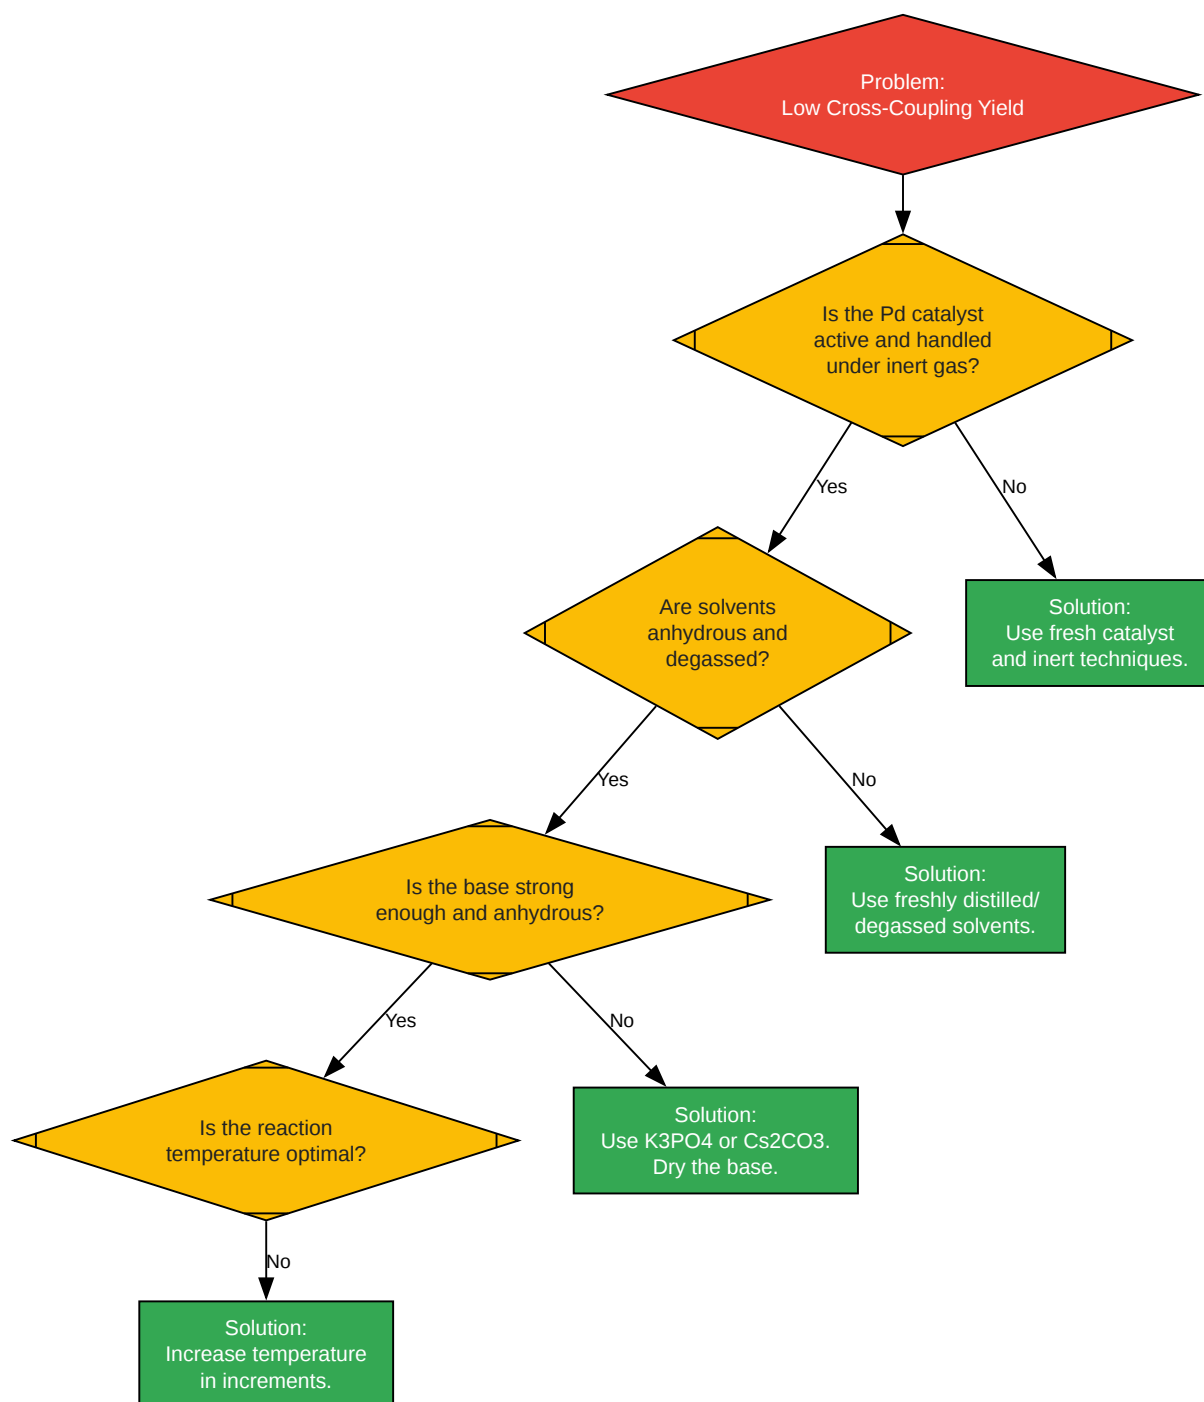 Problem:
Low Cross-Coupling Yield
Is the Pd catalyst
active and handled
under inert gas?
Yes
No
Are solvents
anhydrous and
degassed?
Solution:
Use fresh catalyst
and inert techniques.
Yes
No
Is the base strong
enough and anhydrous?
Solution:
Use freshly distilled/
degassed solvents.
Yes
No
Is the reaction
temperature optimal?
Solution:
Use K3PO4 or Cs2CO3.
Dry the base.
No
Solution:
Increase temperature
in increments.